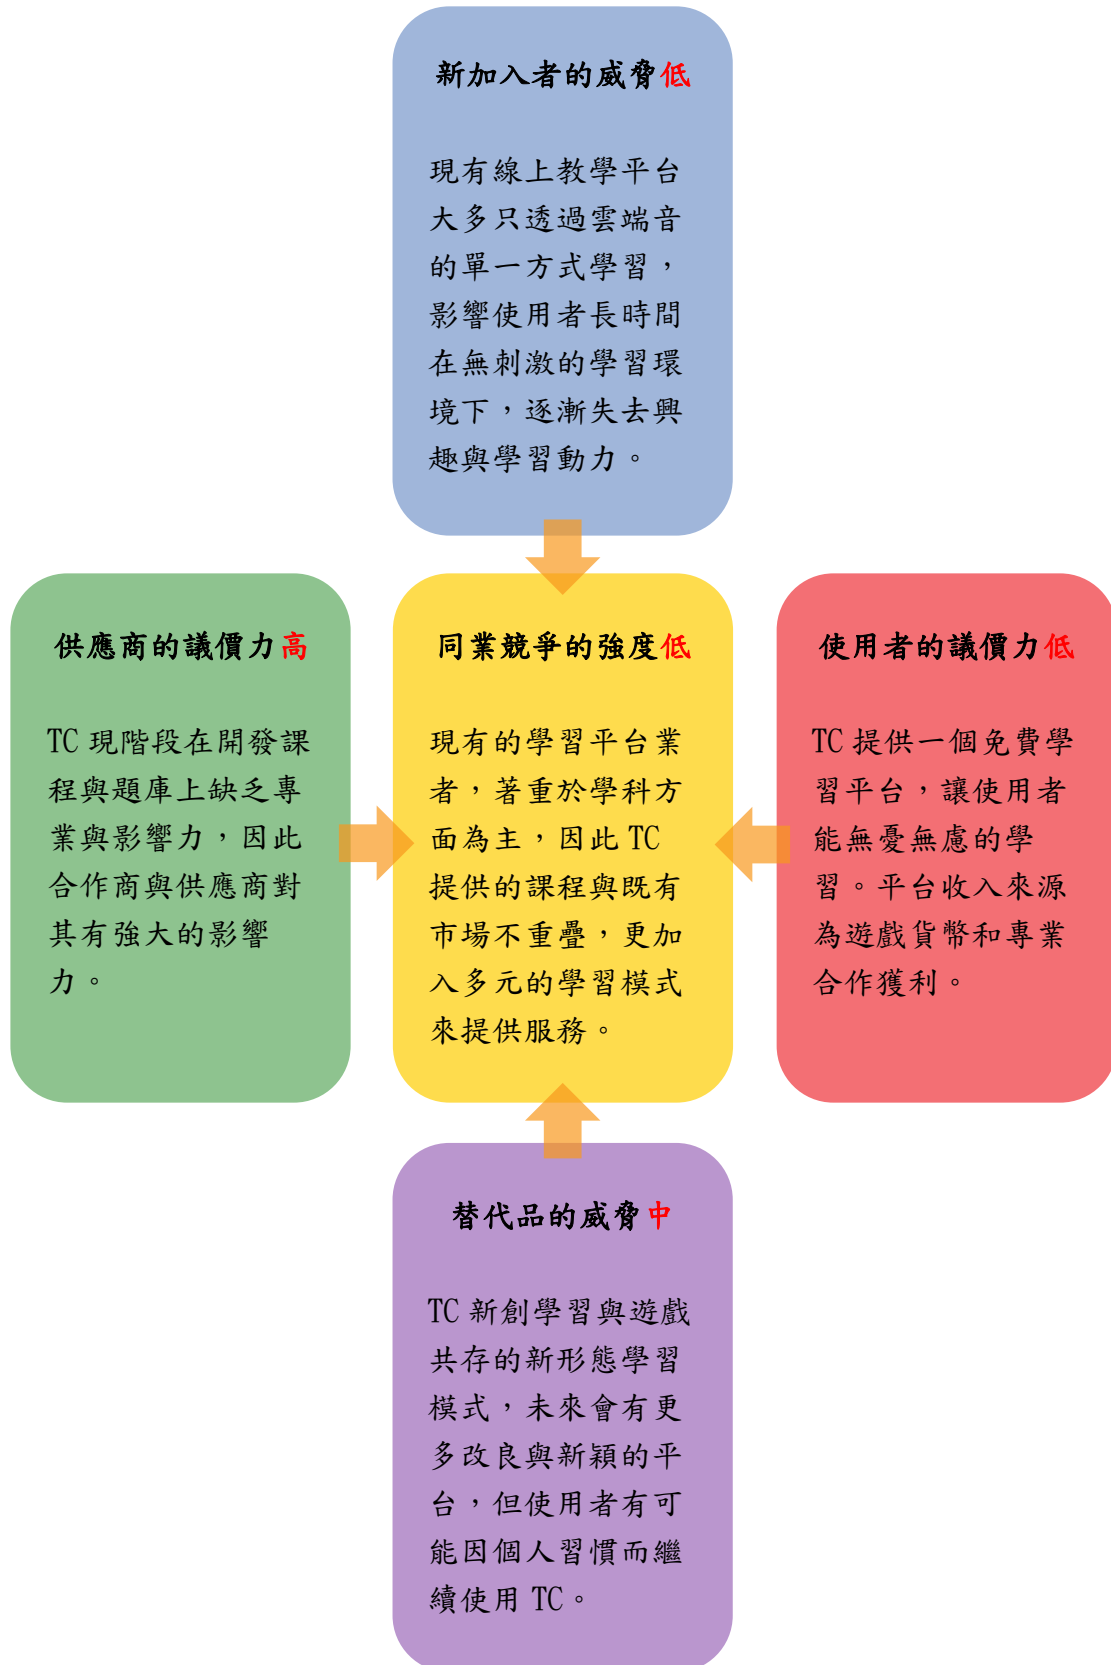 新加入者的威脅低
現有線上教學平台
大多只透過雲端音
的單一方式學習，
影響使用者長時間
在無刺激的學習環
境下，逐漸失去興
趣與學習動力。
供應商的議價力高
TC 現階段在開發課
程與題庫上缺乏專
業與影響力，因此
合作商與供應商對
其有強大的影響
力。
同業競爭的強度低
現有的學習平台業
者，著重於學科方
面為主，因此 TC
提供的課程與既有
市場不重疊，更加
入多元的學習模式
來提供服務。
使用者的議價力低
TC 提供一個免費學
習平台，讓使用者
能無憂無慮的學
習。平台收入來源
為遊戲貨幣和專業
合作獲利。
替代品的威脅中
TC 新創學習與遊戲
共存的新形態學習
模式，未來會有更
多改良與新穎的平
台，但使用者有可
能因個人習慣而繼
續使用 TC。